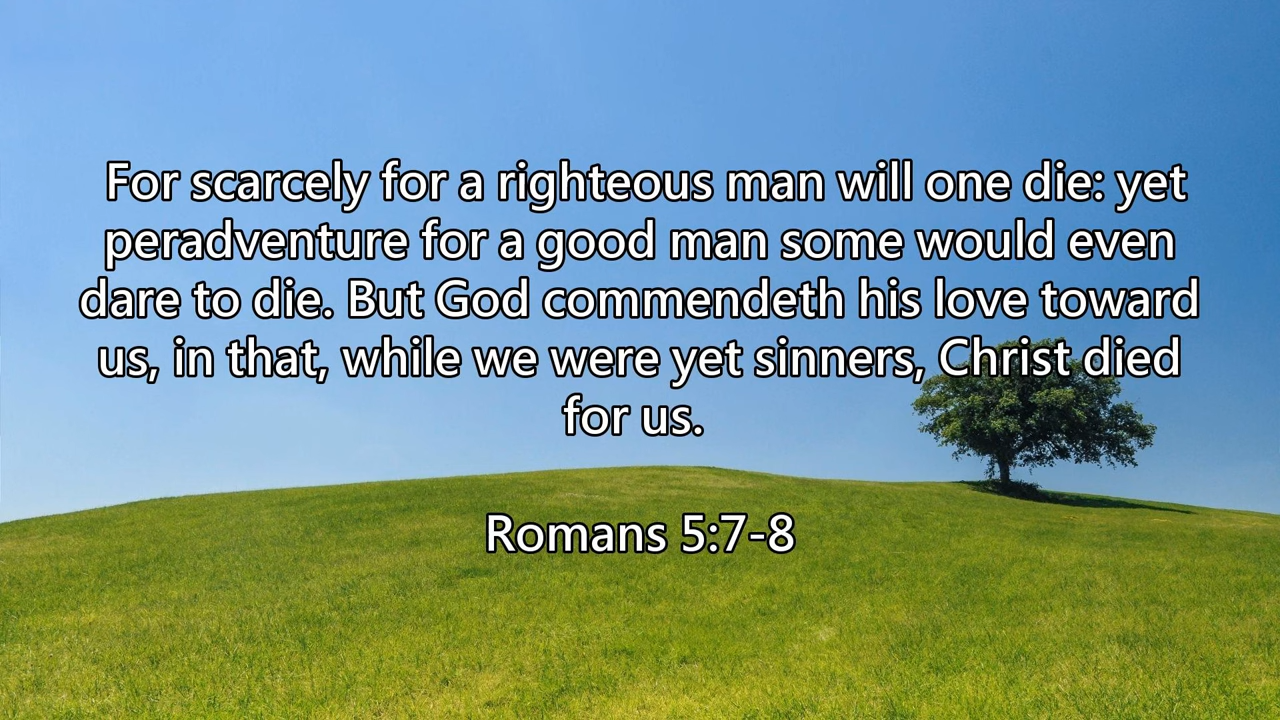 For scarcely for a righteous man will one die: yet
peradventure for a good man some would even
dare to die. But God commendeth his love toward
us, in that, while we were yet sinners, Christ died
for us.
Romans 5:7-8